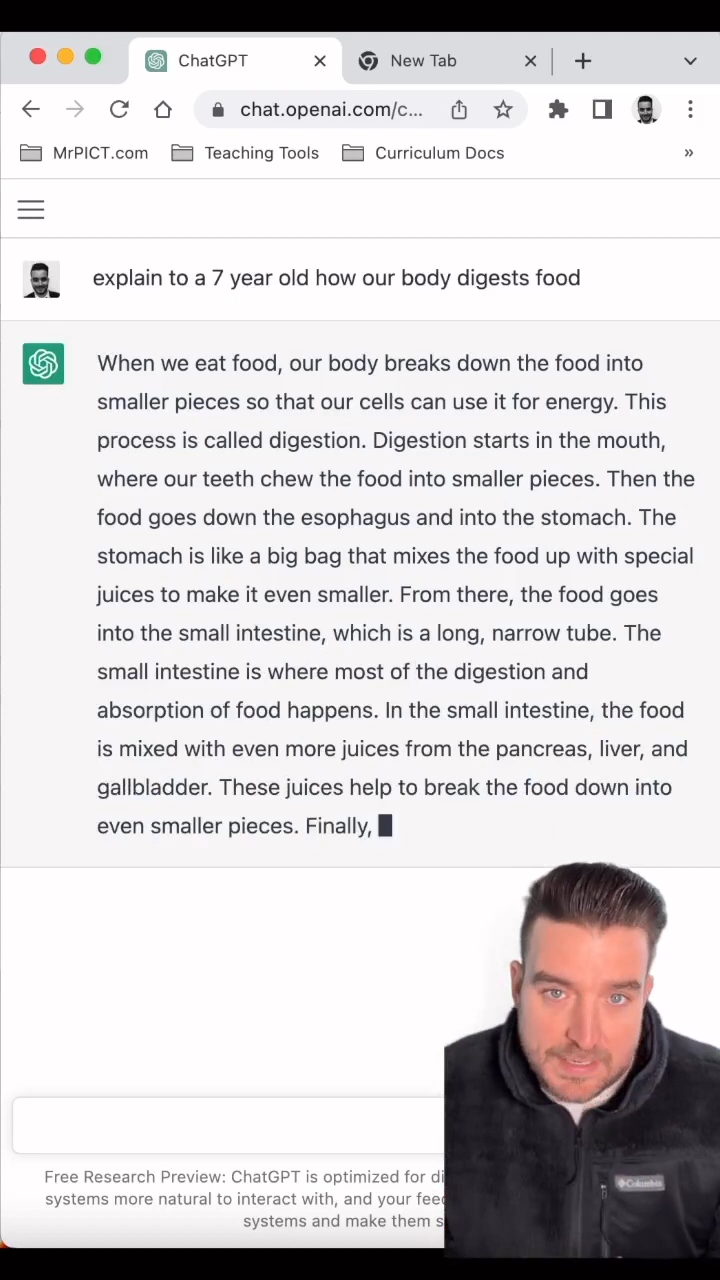 ChatGPT
New Tab
chat.openai.com/c...
MrPICT.com
Teaching Tools
Curriculum Docs
»
explain to a 7 year old how our body digests food
When we eat food, our body breaks down the food into
smaller pieces so that our cells can use it for energy. This
process is called digestion. Digestion starts in the mouth,
where our teeth chew the food into smaller pieces. Then the
food goes down the esophagus and into the stomach. The
stomach is like a big bag that mixes the food up with special
juices to make it even smaller. From there, the food goes
into the small intestine, which is a long, narrow tube. The
small intestine is where most of the digestion and
absorption of food happens. In the small intestine, the food
is mixed with even more juices from the pancreas, liver, and
gallbladder. These juices help to break the food down into
even smaller pieces. Finally,
Free Research Preview: ChatGPT is optimized for di
systems more natural to interact with, and your feed
systems and make them s
Columbia